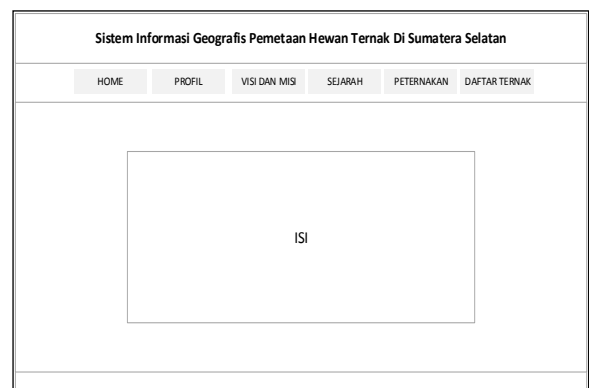 Sistem Informasi Geografis Pemetaan Hewan Ternak Di Sumatera Selatan
HOME PROFIL VISI DAN MISI SEJARAH PETERNAKAN DAFTAR TERNAK
ISI